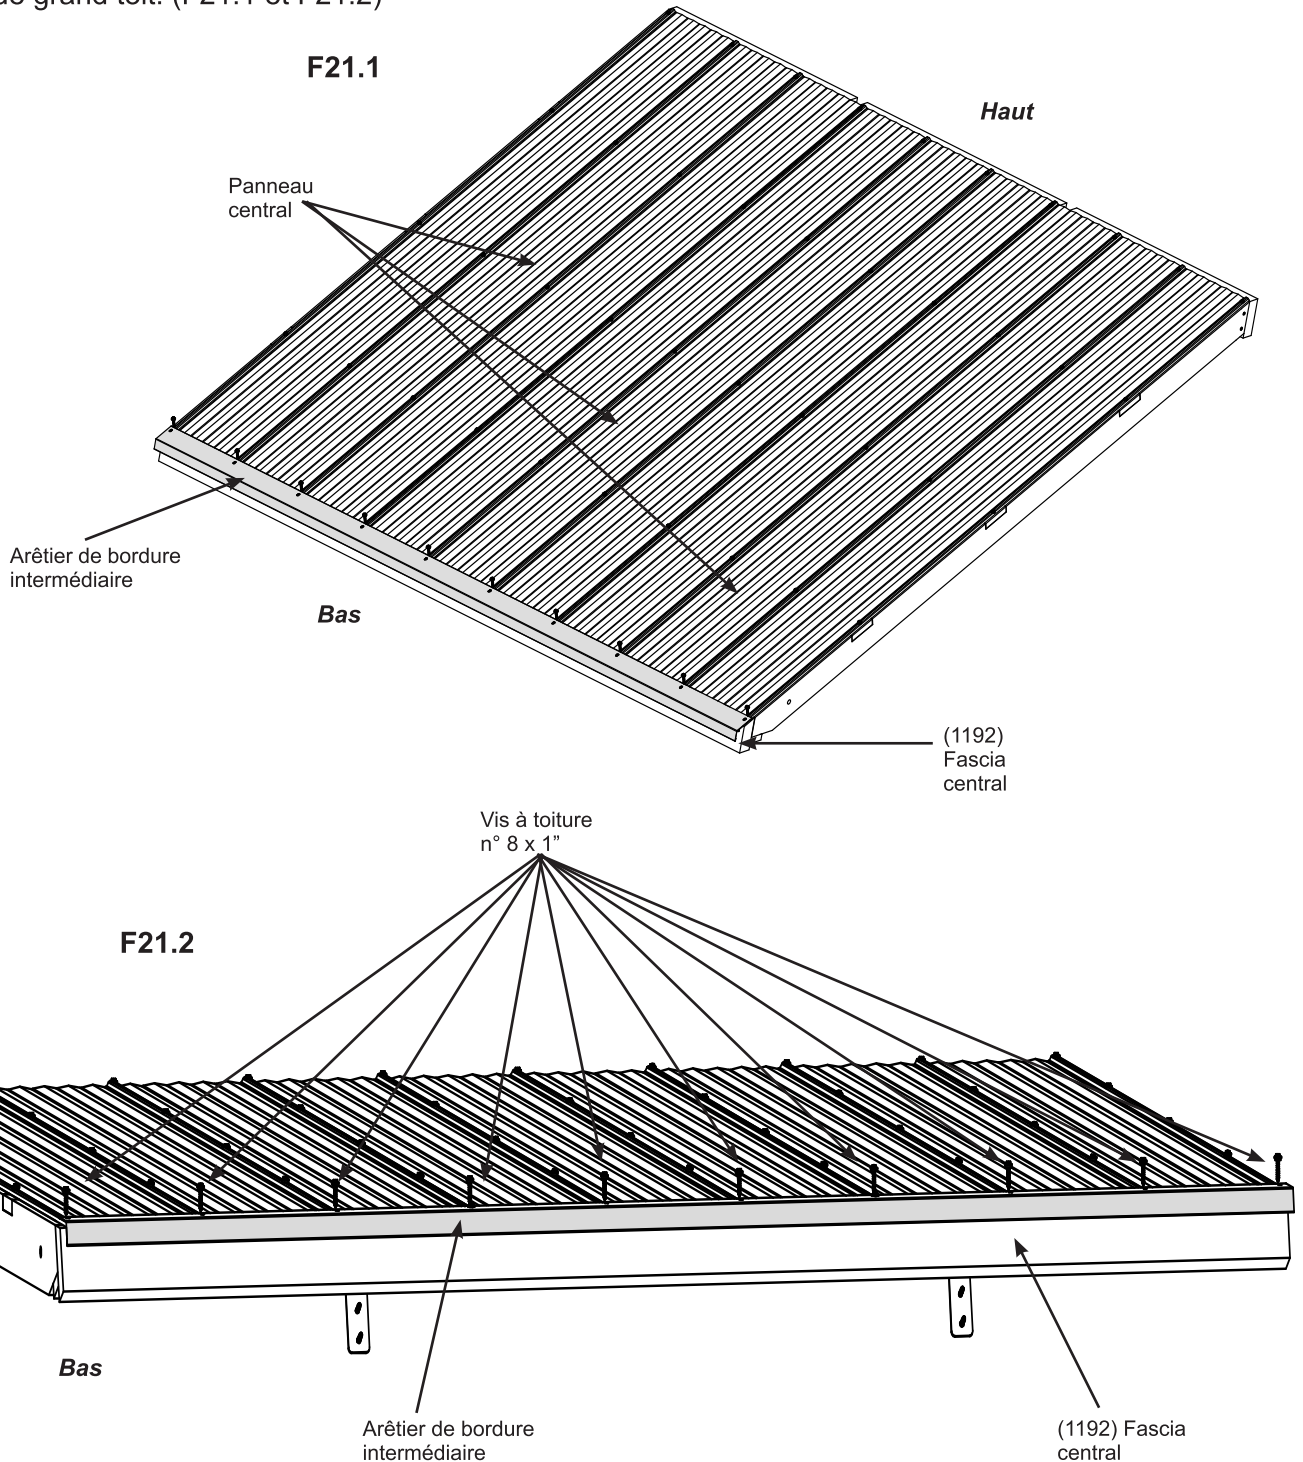 grand toit. (F21.1 et F21.2)
F21.1
Haut
Panneau
central
Arêtier de bordure
intermédiaire
Bas
(1192)
Fascia
central
Vis à toiture
n° 8 x 1”
F21.2
Bas
Arêtier de bordure
intermédiaire
(1192) Fascia
central